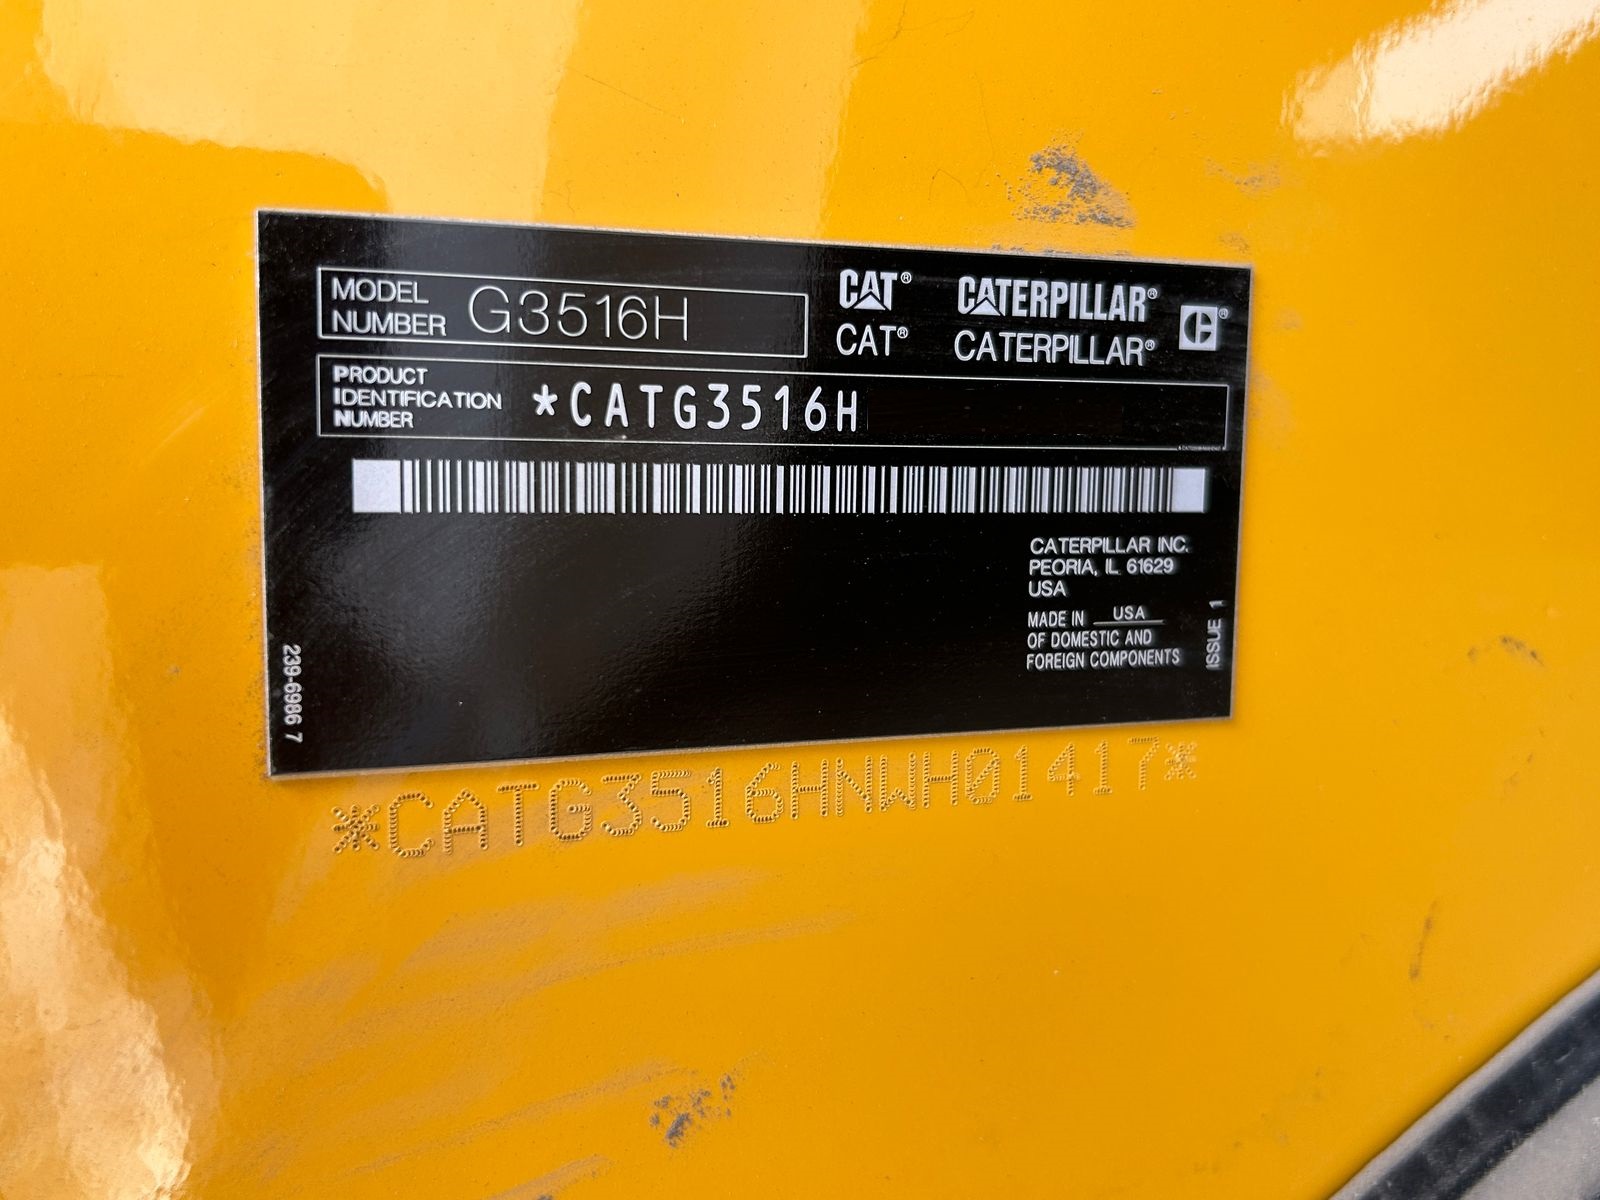 MODEL NUMBER G3516H
CAT® CATERPILLAR®
CAT® CATERPILLAR®
PRODUCT
IDENTIFICATION
NUMBER
*CATG3516H
CATERPILLAR INC.
PEORIA, IL 61629
USA
MADE IN USA
OF DOMESTIC AND
FOREIGN COMPONENTS
ISSUE 1
239-6986 7
*CATG3516HNWH01417*